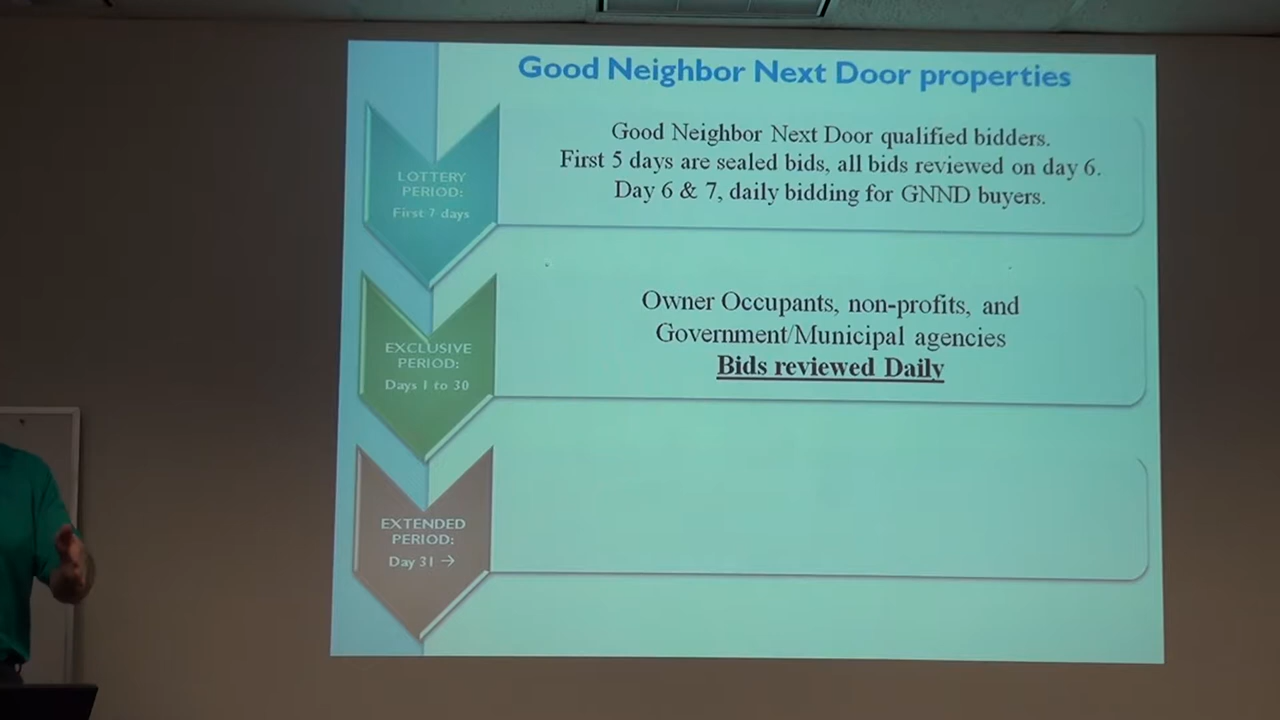 Good Neighbor Next Door properties
LOTTERY
PERIOD:
First 7 days
Good Neighbor Next Door qualified bidders.
First 5 days are sealed bids, all bids reviewed on day 6.
Day 6 & 7, daily bidding for GNND buyers.
EXCLUSIVE
PERIOD:
Days 1 to 30
Owner Occupants, non-profits, and
Government/Municipal agencies
Bids reviewed Daily
EXTENDED
PERIOD:
Day 31 →